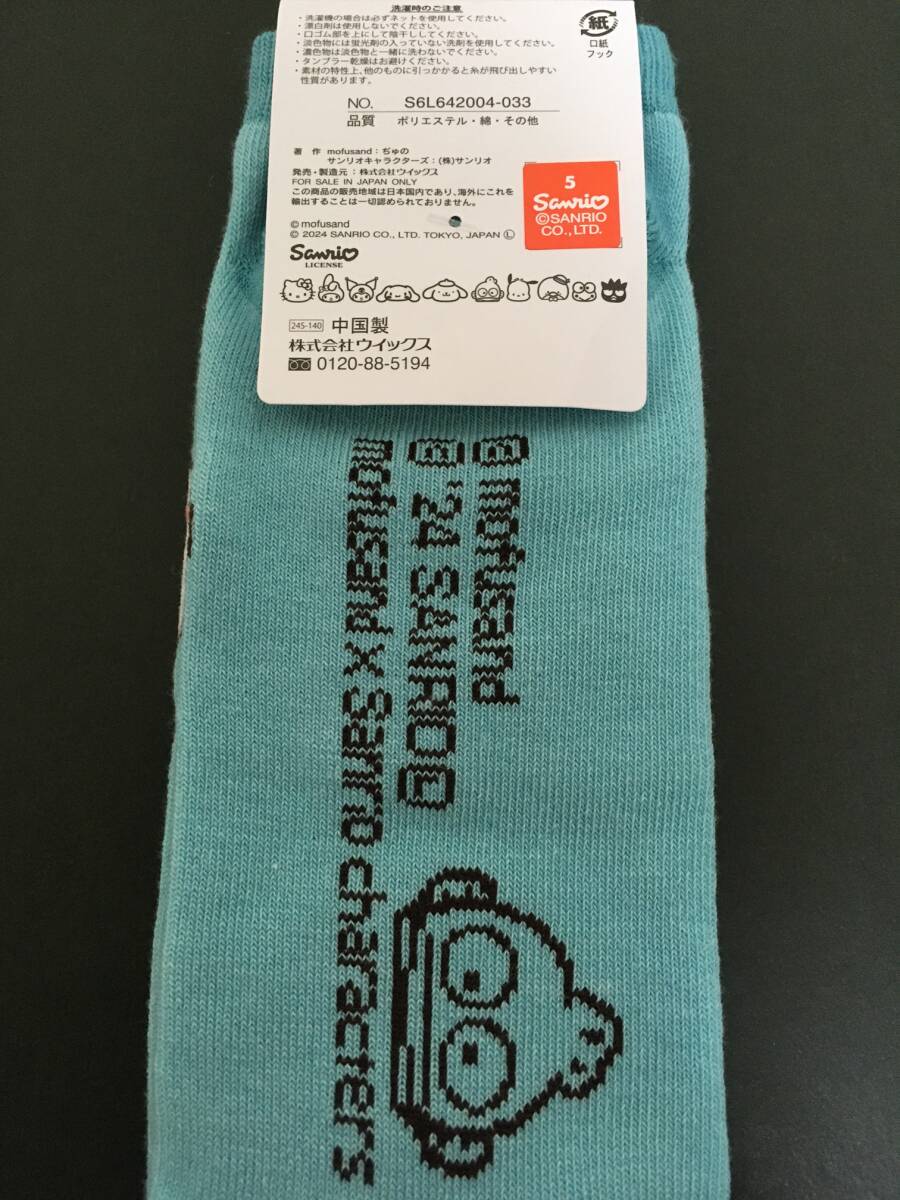 洗濯時のご注意
・洗濯機の場合は必ずネットを使用してください。
・漂白剤は使用しないでください。
・口ゴム部を上にして陰干ししてください。
・淡色物には蛍光剤の入っていない洗剤を使用してください。
・濃色物は淡色物と一緒に洗わないでください。
・タンブラー乾燥はお避けください。
・素材の特性上、他のものに引っかかると糸が飛び出しやすい
性質があります。
紙
口紙
フック
NO. S6L642004-033
品質 ポリエステル・綿・その他
著 作 mofusand：ぢゅの
サンリオキャラクターズ：(株)サンリオ
発売・製造元：株式会社ウイックス
FOR SALE IN JAPAN ONLY
この商品の販売地域は日本国内であり、海外にこれを
輸出することは一切認められておりません。
©mofusand
© 2024 SANRIO CO., LTD. TOKYO, JAPAN Ⓛ
Sanrio
LICENSE
5
Sanrio
©SANRIO
CO., LTD.
245-140 中国製
株式会社ウイックス
0120-88-5194
© mofusand
© '24 SANRIO Ⓛ
mofusand × Sanrio characters